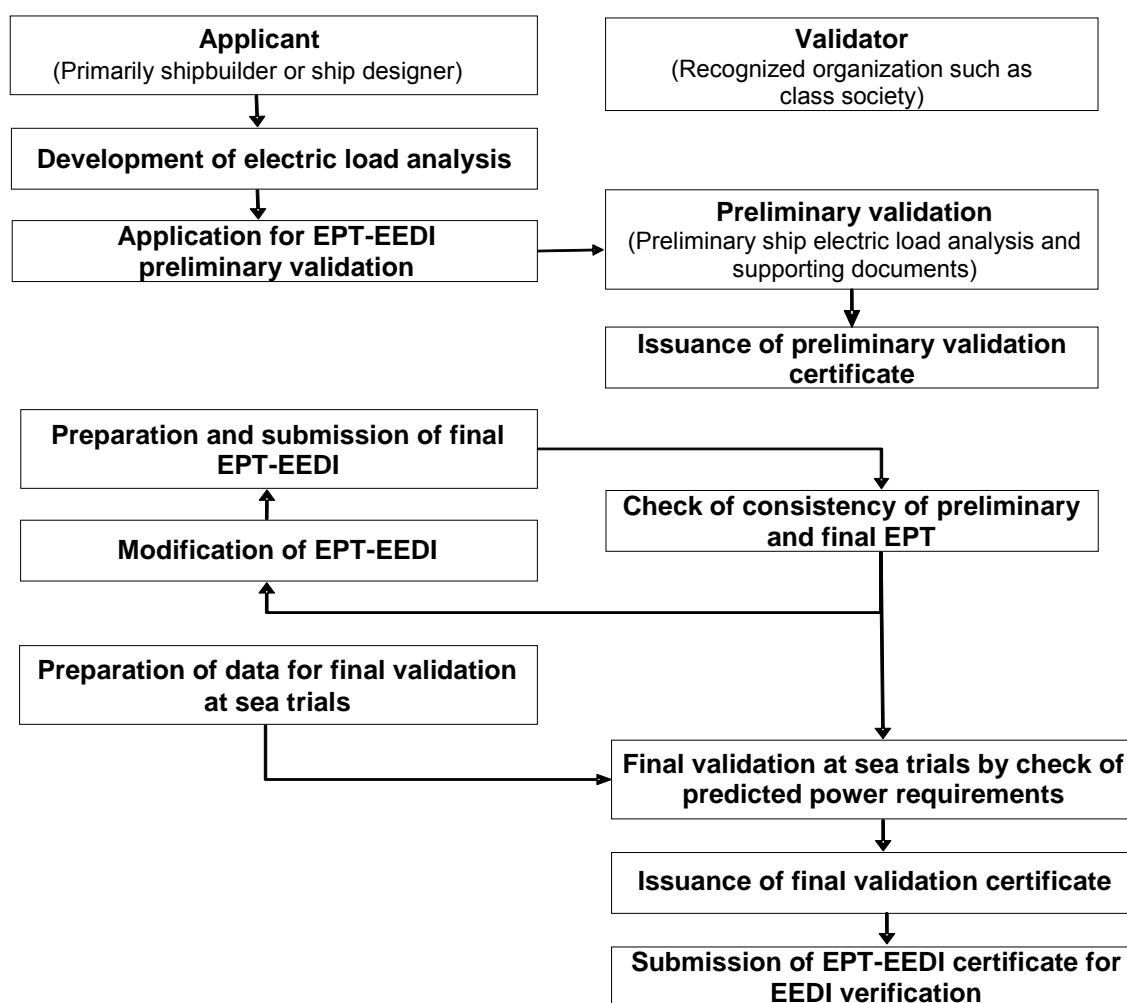 Applicant
(Primarily shipbuilder or ship designer)
Validator
(Recognized organization such as
class society)
Development of electric load analysis
Application for EPT-EEDI
preliminary validation
Preliminary validation
(Preliminary ship electric load analysis and
supporting documents)
Issuance of preliminary validation
certificate
Preparation and submission of final
EPT-EEDI
Check of consistency of preliminary
and final EPT
Modification of EPT-EEDI
Preparation of data for final validation
at sea trials
Final validation at sea trials by check of
predicted power requirements
Issuance of final validation certificate
Submission of EPT-EEDI certificate for
EEDI verification